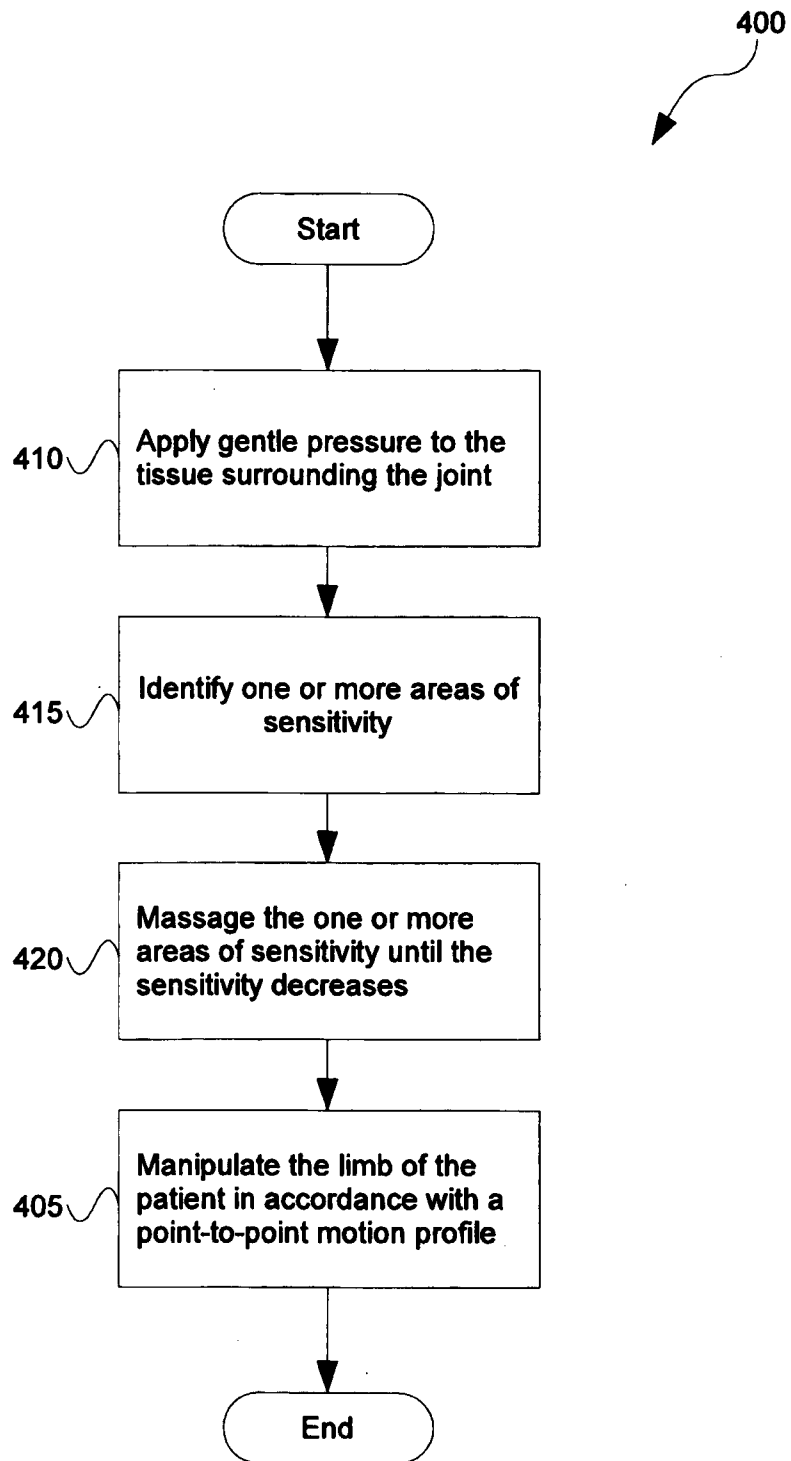 400
Start
410
Apply gentle pressure to the
tissue surrounding the joint
415
Identify one or more areas of
sensitivity
420
Massage the one or more
areas of sensitivity until the
sensitivity decreases
405
Manipulate the limb of the
patient in accordance with a
point-to-point motion profile
End